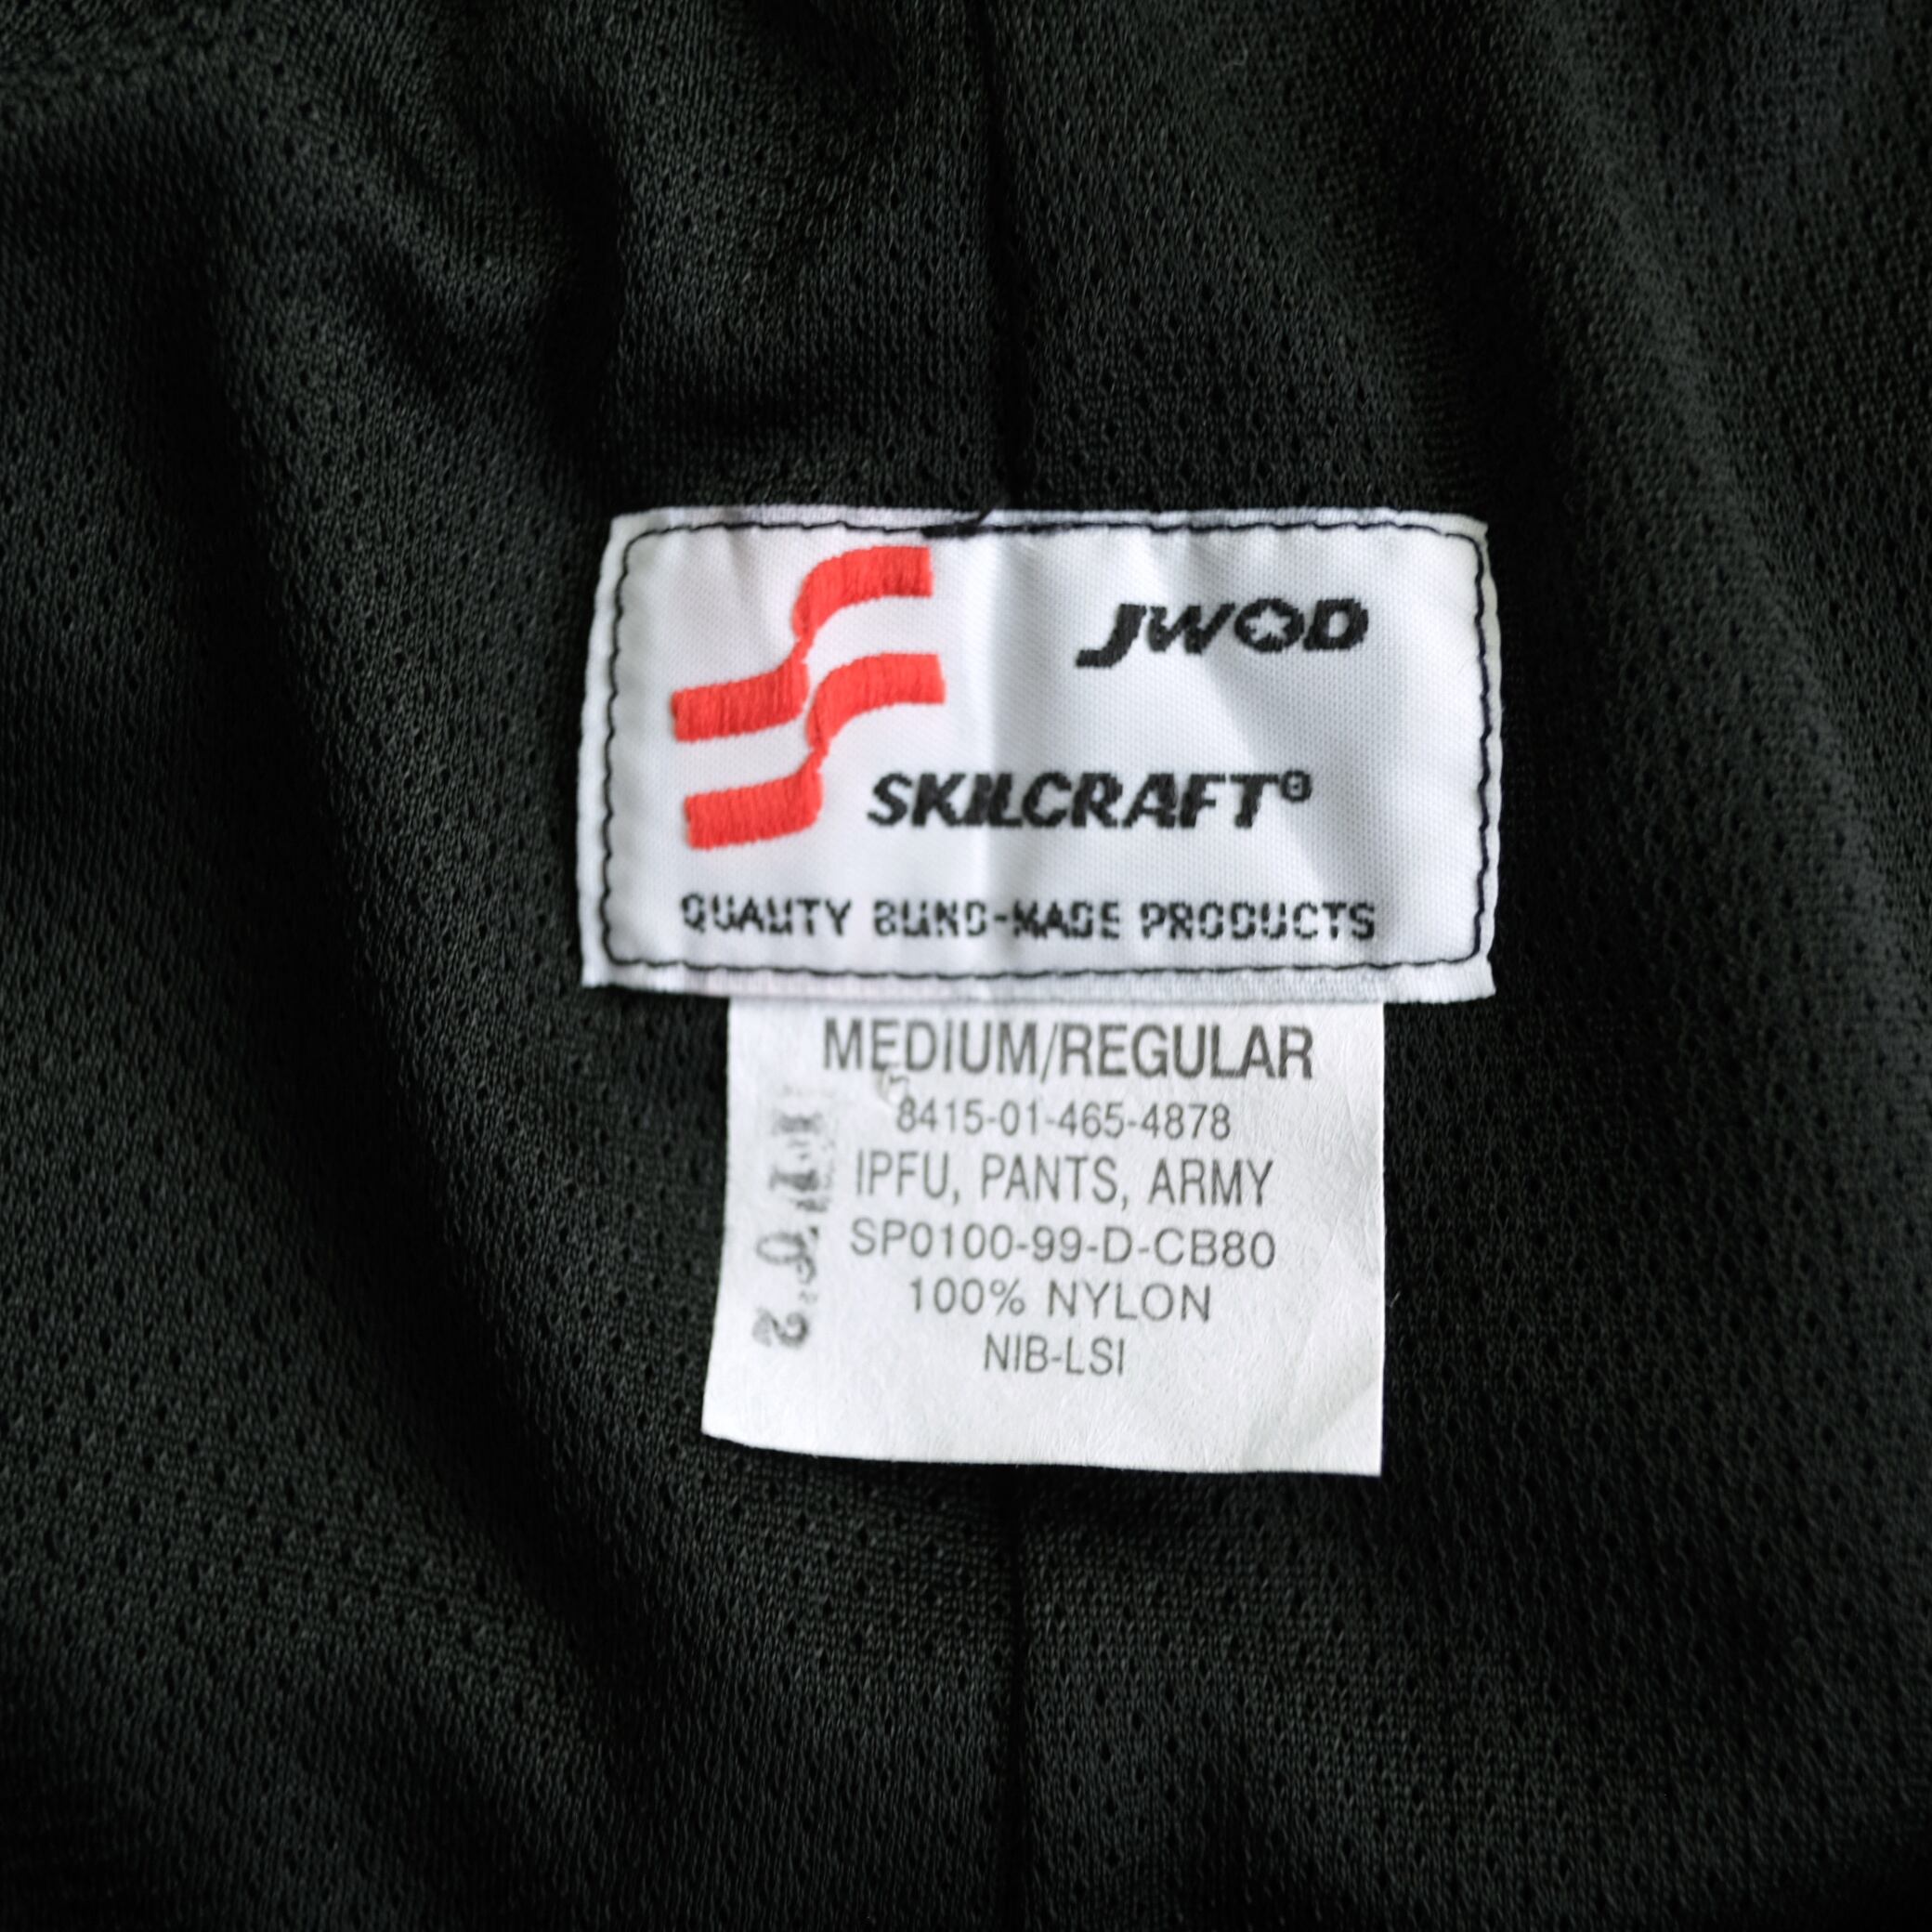 JWOD
SKILCRAFT®
QUALITY BLIND-MADE PRODUCTS
MEDIUM/REGULAR
8415-01-465-4878
IPFU, PANTS, ARMY
SP0100-99-D-CB80
100% NYLON
NIB-LSI